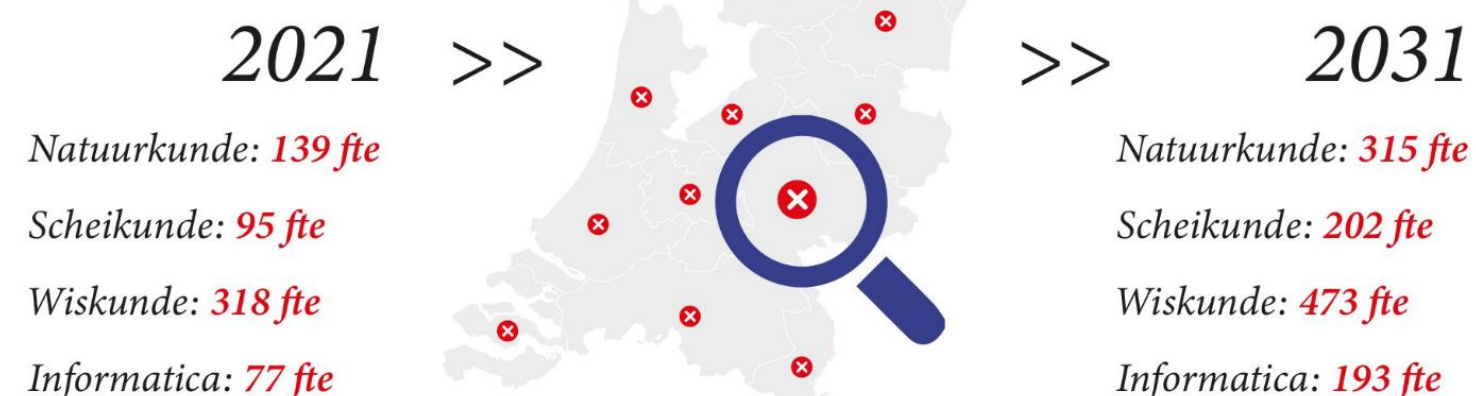 2021 >> >> 2031
Natuurkunde: 139 fte
Scheikunde: 95 fte
Wiskunde: 318 fte
Informatica: 77 fte
Natuurkunde: 315 fte
Scheikunde: 202 fte
Wiskunde: 473 fte
Informatica: 193 fte